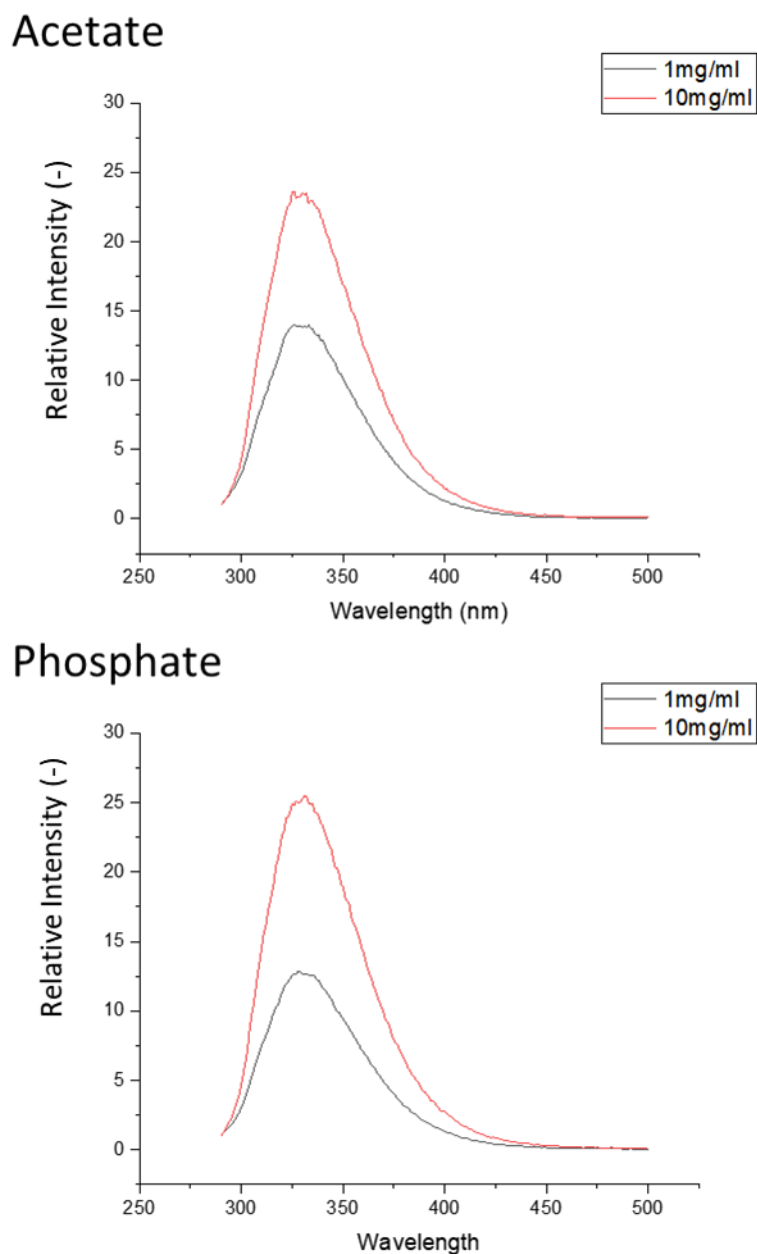 Acetate
1mg/ml
10mg/ml
30
25
20
15
10
5
0
Relative Intensity (-)
250 300 350 400 450 500
Wavelength (nm)
Phosphate
1mg/ml
10mg/ml
30
25
20
15
10
5
0
Relative Intensity (-)
250 300 350 400 450 500
Wavelength